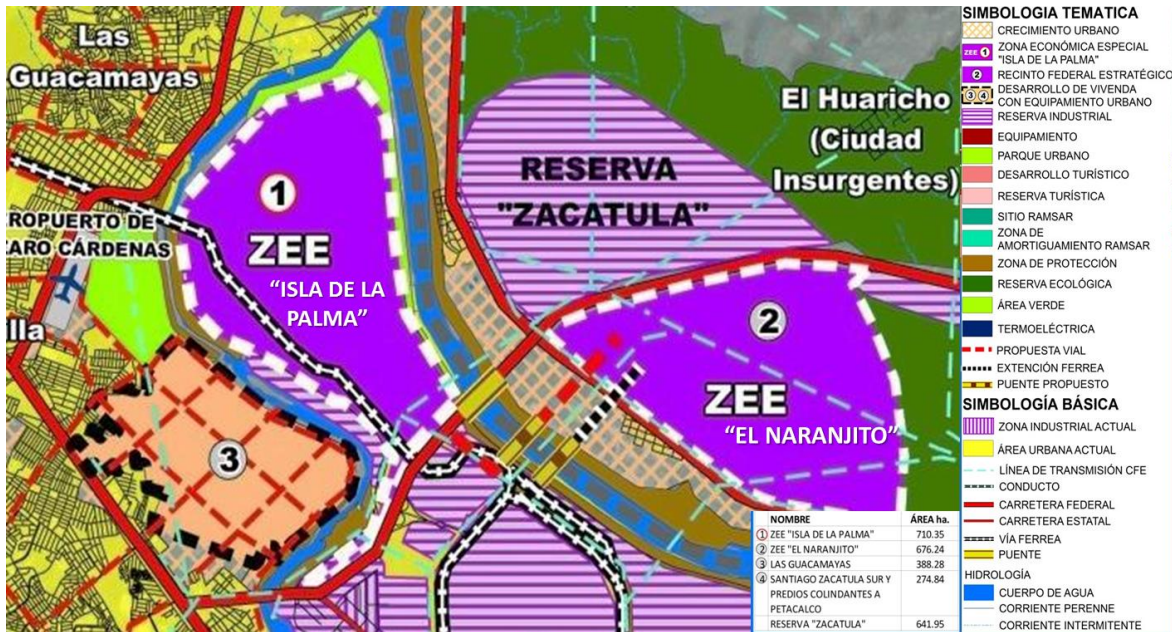 Las
Guacamayas
ROPUERTO DE
ZARO CÁRDENAS
lla
1
ZEE
"ISLA DE LA
PALMA"
RESERVA
"ZACATULA"
El Huaricho
(Ciudad
Insurgentes)
2
ZEE
"EL NARANJITO"
3
NOMBRE ÁREA ha.
1 ZEE "ISLA DE LA PALMA" 710.35
2 ZEE "EL NARANJITO" 676.24
3 LAS GUACAMAYAS 388.28
4 SANTIAGO ZACATULA SUR Y 274.84
PREDIOS COLINDANTES A
PETACALCO
RESERVA "ZACATULA" 641.95
SIMBOLOGIA TEMATICA
CRECIMIENTO URBANO
ZEE 1 ZONA ECONÓMICA ESPECIAL
"ISLA DE LA PALMA"
2 RECINTO FEDERAL ESTRATÉGICO
3 4 DESARROLLO DE VIVENDA
CON EQUIPAMIENTO URBANO
RESERVA INDUSTRIAL
EQUIPAMIENTO
PARQUE URBANO
DESARROLLO TURÍSTICO
RESERVA TURÍSTICA
SITIO RAMSAR
ZONA DE
AMORTIGUAMIENTO RAMSAR
ZONA DE PROTECCIÓN
RESERVA ECOLÓGICA
ÁREA VERDE
TERMOELÉCTRICA
PROPUESTA VIAL
EXTENCIÓN FERREA
PUENTE PROPUESTO
SIMBOLOGÍA BÁSICA
ZONA INDUSTRIAL ACTUAL
ÁREA URBANA ACTUAL
LÍNEA DE TRANSMISIÓN CFE
CONDUCTO
CARRETERA FEDERAL
CARRETERA ESTATAL
VÍA FERREA
PUENTE
HIDROLOGÍA
CUERPO DE AGUA
CORRIENTE PERENNE
CORRIENTE INTERMITENTE